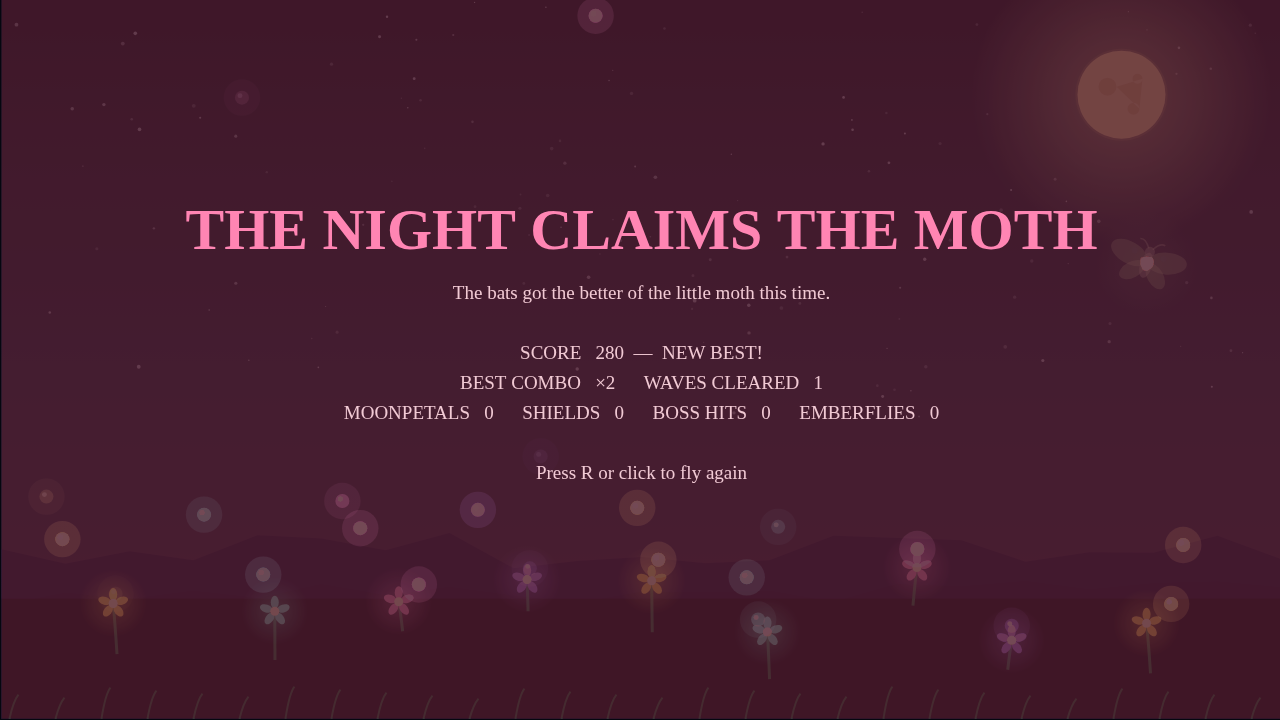 THE NIGHT CLAIMS THE MOTH
The bats got the better of the little moth this time.
SCORE 280 — NEW BEST!
BEST COMBO ×2 WAVES CLEARED 1
MOONPETALS 0 SHIELDS 0 BOSS HITS 0 EMBERFLIES 0
Press R or click to fly again